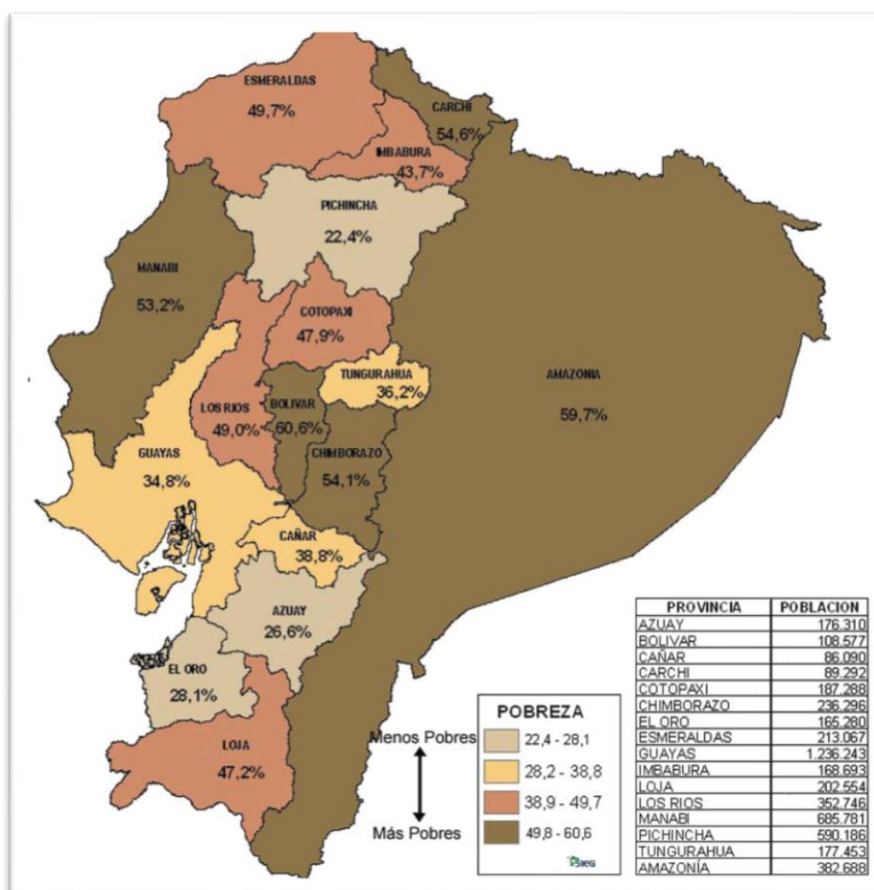 ESMERALDAS
49,7%
CARCHI
54,6%
IMBABURA
43,7%
PICHINCHA
22,4%
MANABI
53,2%
COTOPAXI
47,9%
TUNGURAHUA
36,2%
AMAZONIA
59,7%
LOS RIOS
49,0%
BOLIVAR
60,6%
GUAYAS
34,8%
CHIMBORAZO
54,1%
CAÑAR
38,8%
AZUAY
26,6%
EL ORO
28,1%
LOJA
47,2%
Menos Pobres
Más Pobres
POBREZA
22,4 - 28,1
28,2 - 38,8
38,9 - 49,7
49,8 - 60,6
SIEG
PROVINCIA POBLACION
AZUAY 176.310
BOLIVAR 108.577
CAÑAR 86.090
CARCHI 89.292
COTOPAXI 187.288
CHIMBORAZO 236.296
EL ORO 165.280
ESMERALDAS 213.067
GUAYAS 1.236.243
IMBABURA 168.693
LOJA 202.554
LOS RIOS 352.746
MANABI 685.781
PICHINCHA 590.186
TUNGURAHUA 177.453
AMAZONÍA 382.688